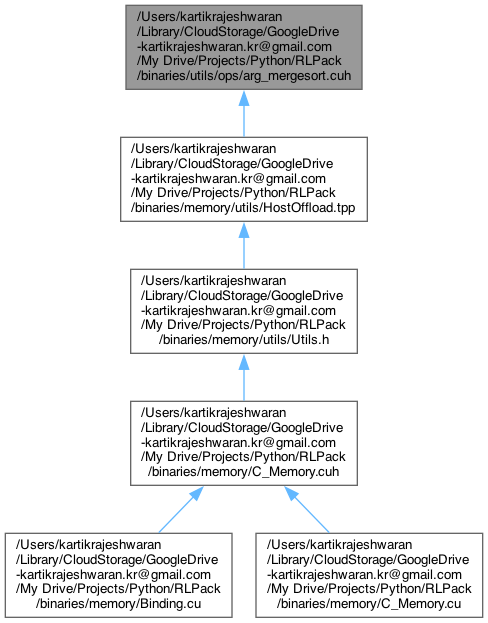 /Users/kartikrajeshwaran
/Library/CloudStorage/GoogleDrive
-kartikrajeshwaran.kr@gmail.com
/My Drive/Projects/Python/RLPack
/binaries/utils/ops/arg_mergesort.cuh
/Users/kartikrajeshwaran
/Library/CloudStorage/GoogleDrive
-kartikrajeshwaran.kr@gmail.com
/My Drive/Projects/Python/RLPack
/binaries/memory/utils/HostOffload.tpp
/Users/kartikrajeshwaran
/Library/CloudStorage/GoogleDrive
-kartikrajeshwaran.kr@gmail.com
/My Drive/Projects/Python/RLPack
/binaries/memory/utils/Utils.h
/Users/kartikrajeshwaran
/Library/CloudStorage/GoogleDrive
-kartikrajeshwaran.kr@gmail.com
/My Drive/Projects/Python/RLPack
/binaries/memory/C_Memory.cuh
/Users/kartikrajeshwaran
/Library/CloudStorage/GoogleDrive
-kartikrajeshwaran.kr@gmail.com
/My Drive/Projects/Python/RLPack
/binaries/memory/Binding.cu
/Users/kartikrajeshwaran
/Library/CloudStorage/GoogleDrive
-kartikrajeshwaran.kr@gmail.com
/My Drive/Projects/Python/RLPack
/binaries/memory/C_Memory.cu